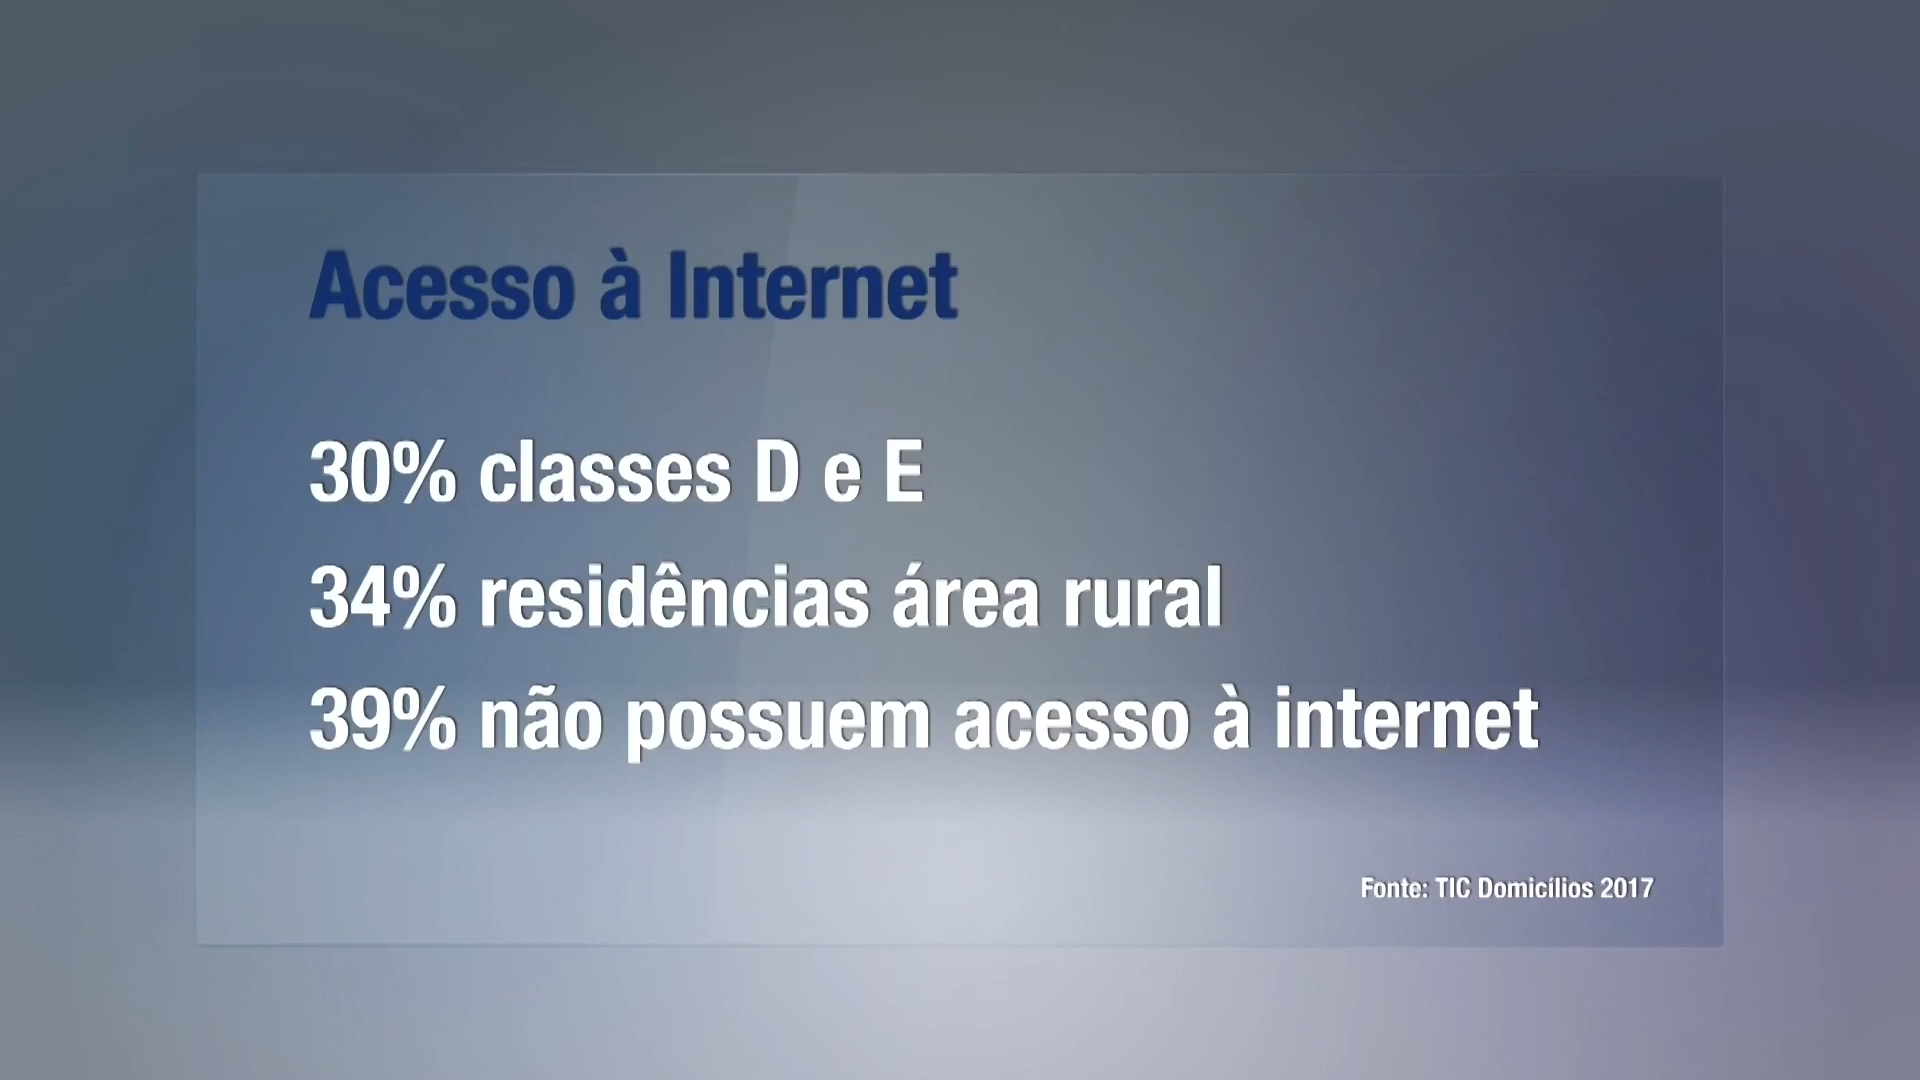 Acesso à Internet
30% classes D e E
34% residências área rural
39% não possuem acesso à internet
Fonte: TIC Domicílios 2017